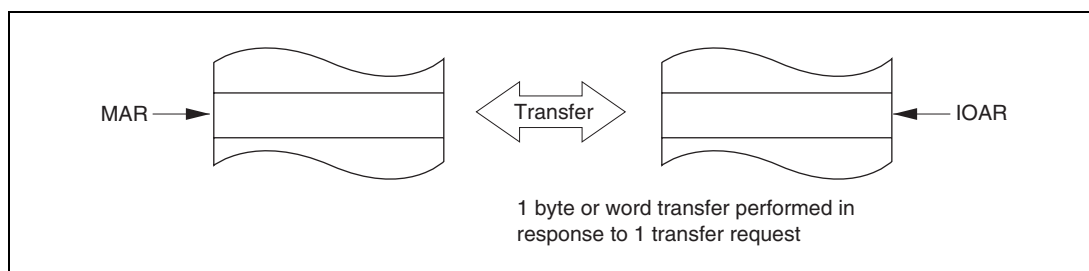 MAR
Transfer
IOAR
1 byte or word transfer performed in
response to 1 transfer request